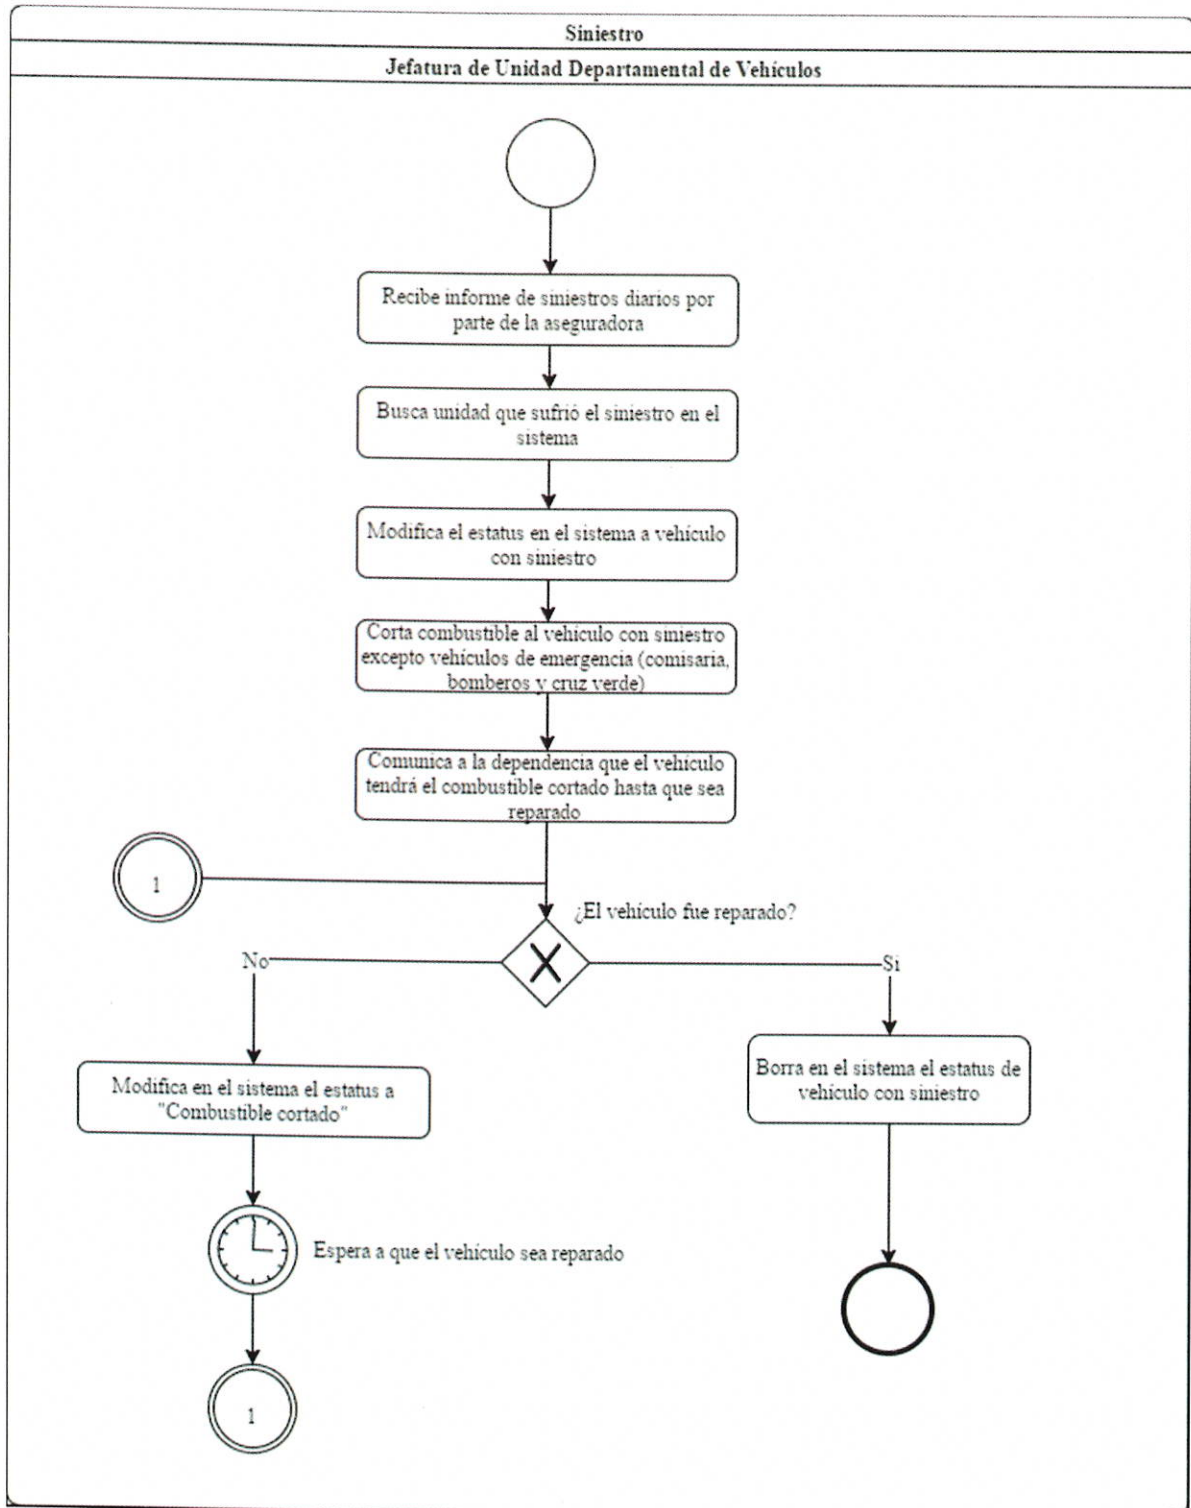 Siniestro
Jefatura de Unidad Departamental de Vehículos
Recibe informe de siniestros diarios por
parte de la aseguradora
Busca unidad que sufrió el siniestro en el
sistema
Modifica el estatus en el sistema a vehículo
con siniestro
Corta combustible al vehículo con siniestro
excepto vehículos de emergencia (comisaria,
bomberos y cruz verde)
Comunica a la dependencia que el vehículo
tendrá el combustible cortado hasta que sea
reparado
1
¿El vehículo fue reparado?
No
Si
Modifica en el sistema el estatus a
"Combustible cortado"
Borra en el sistema el estatus de
vehículo con siniestro
Espera a que el vehículo sea reparado
1